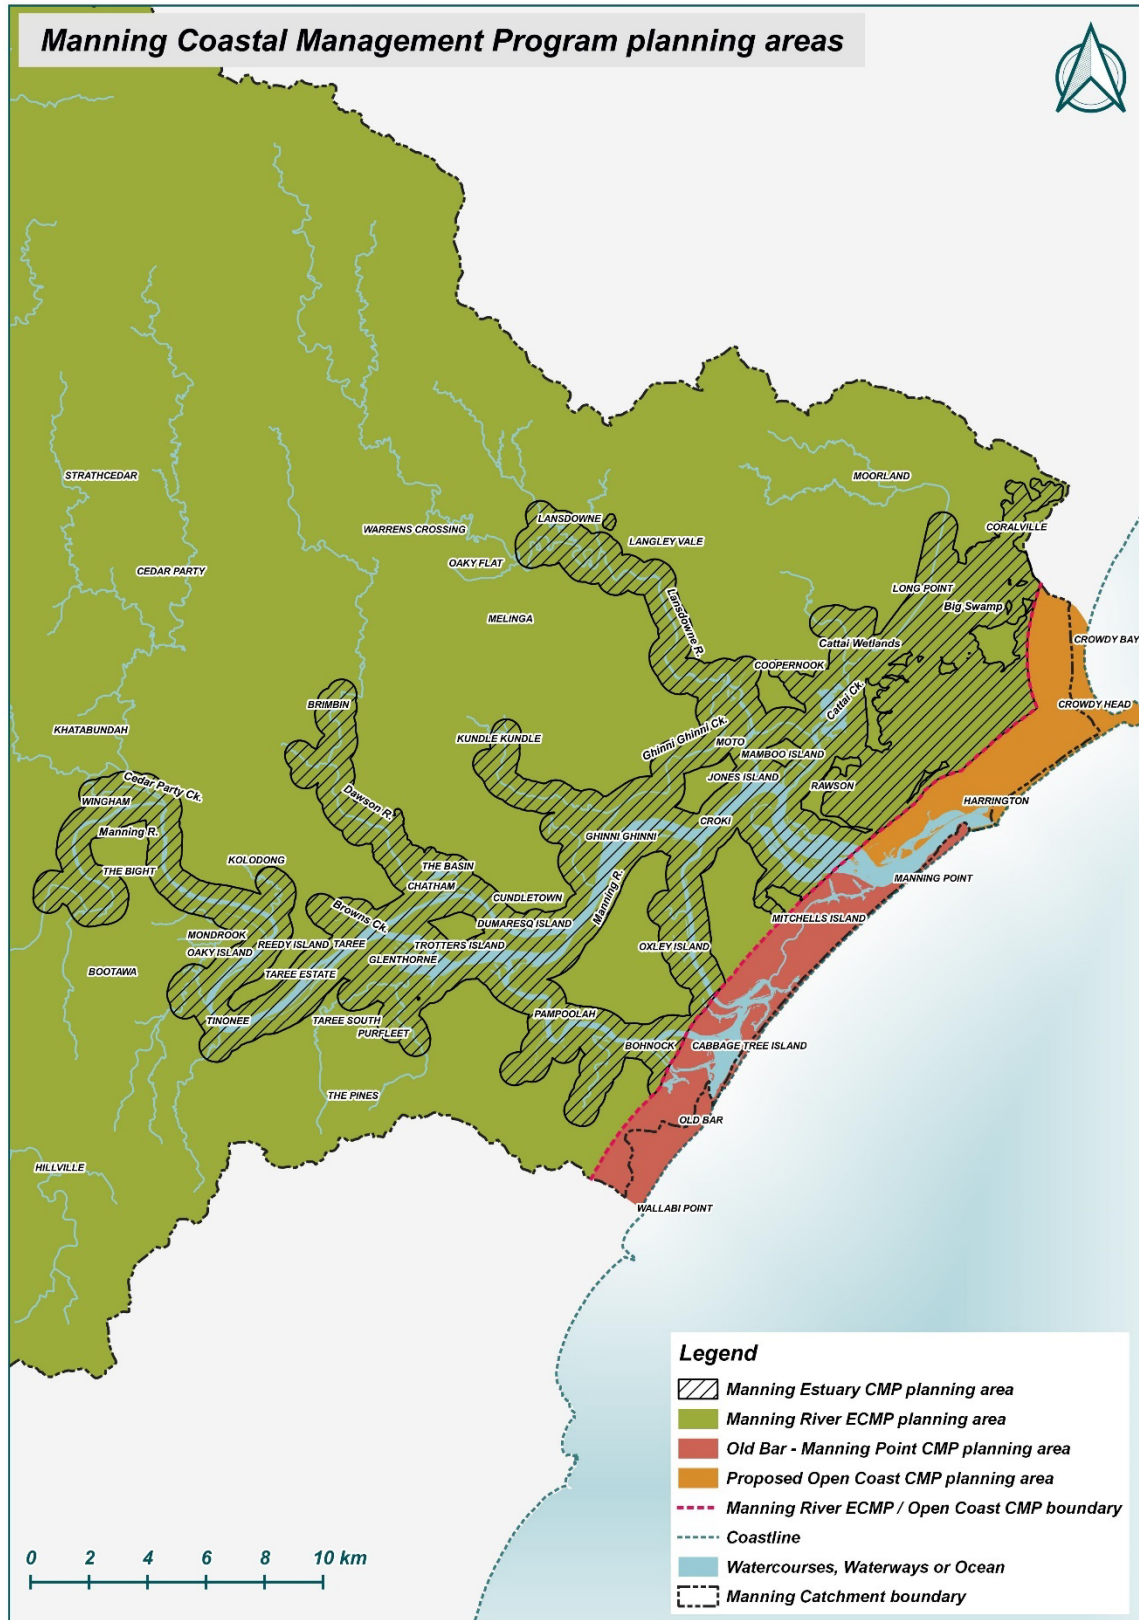 Manning Coastal Management Program planning areas
STRATHCEDAR
MOORLAND
LANSDOWNE
CORALVILLE
WARRENS CROSSING
LANGLEY VALE
OAKY FLAT
CEDAR PARTY
LONG POINT
Big Swamp
MELINGA
Lansdowne R.
Cattai Wetlands
CROWDY BAY
COOPERNOOK
BRIMBIN
Cattai Ck.
CROWDY HEAD
KHATABUNDAH
KUNDLE KUNDLE
Ghinni Ghinni Ck.
MOTO
MAMBOO ISLAND
Cedar Party Ck.
JONES ISLAND
RAWSON
WINGHAM
Dawson R.
HARRINGTON
Manning R.
CROKI
GHINNI GHINNI
KOLODONG
THE BASIN
THE BIGHT
MANNING POINT
CHATHAM
CUNDLETOWN
Manning R.
Browns Ck.
MITCHELLS ISLAND
DUMARESQ ISLAND
MONDROOK
REEDY ISLAND
TAREE
TROTTERS ISLAND
OXLEY ISLAND
OAKY ISLAND
GLENTHORNE
BOOTAWA
TAREE ESTATE
PAMPOOLAH
TINONEE
TAREE SOUTH
PURFLEET
BOHNOCK
CABBAGE TREE ISLAND
THE PINES
OLD BAR
HILLVILLE
WALLABI POINT
Legend
Manning Estuary CMP planning area
Manning River ECMP planning area
Old Bar - Manning Point CMP planning area
Proposed Open Coast CMP planning area
Manning River ECMP / Open Coast CMP boundary
Coastline
Watercourses, Waterways or Ocean
Manning Catchment boundary
0 2 4 6 8 10 km